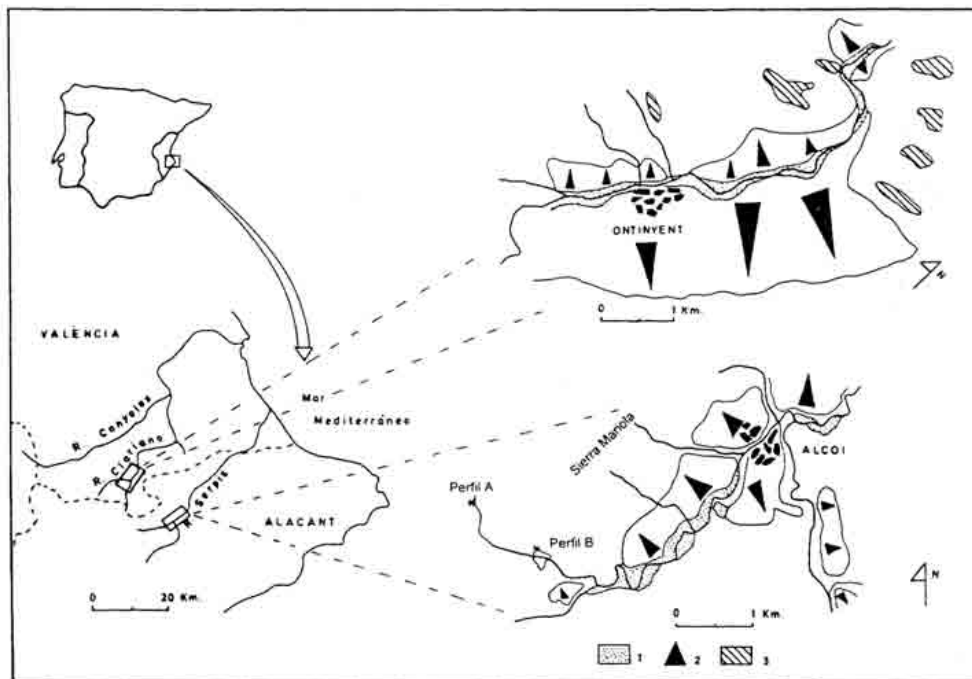 ONTINYENT
N
0 1 Km.
VALÈNCIA
Mar
Mediterráneo
R. Canyoles
R. Clariano
Serpis
ALACANT
0 20 Km.
Sierra Mariola
ALCOI
Perfil A
Perfil B
N
0 1 Km.
1 2 3